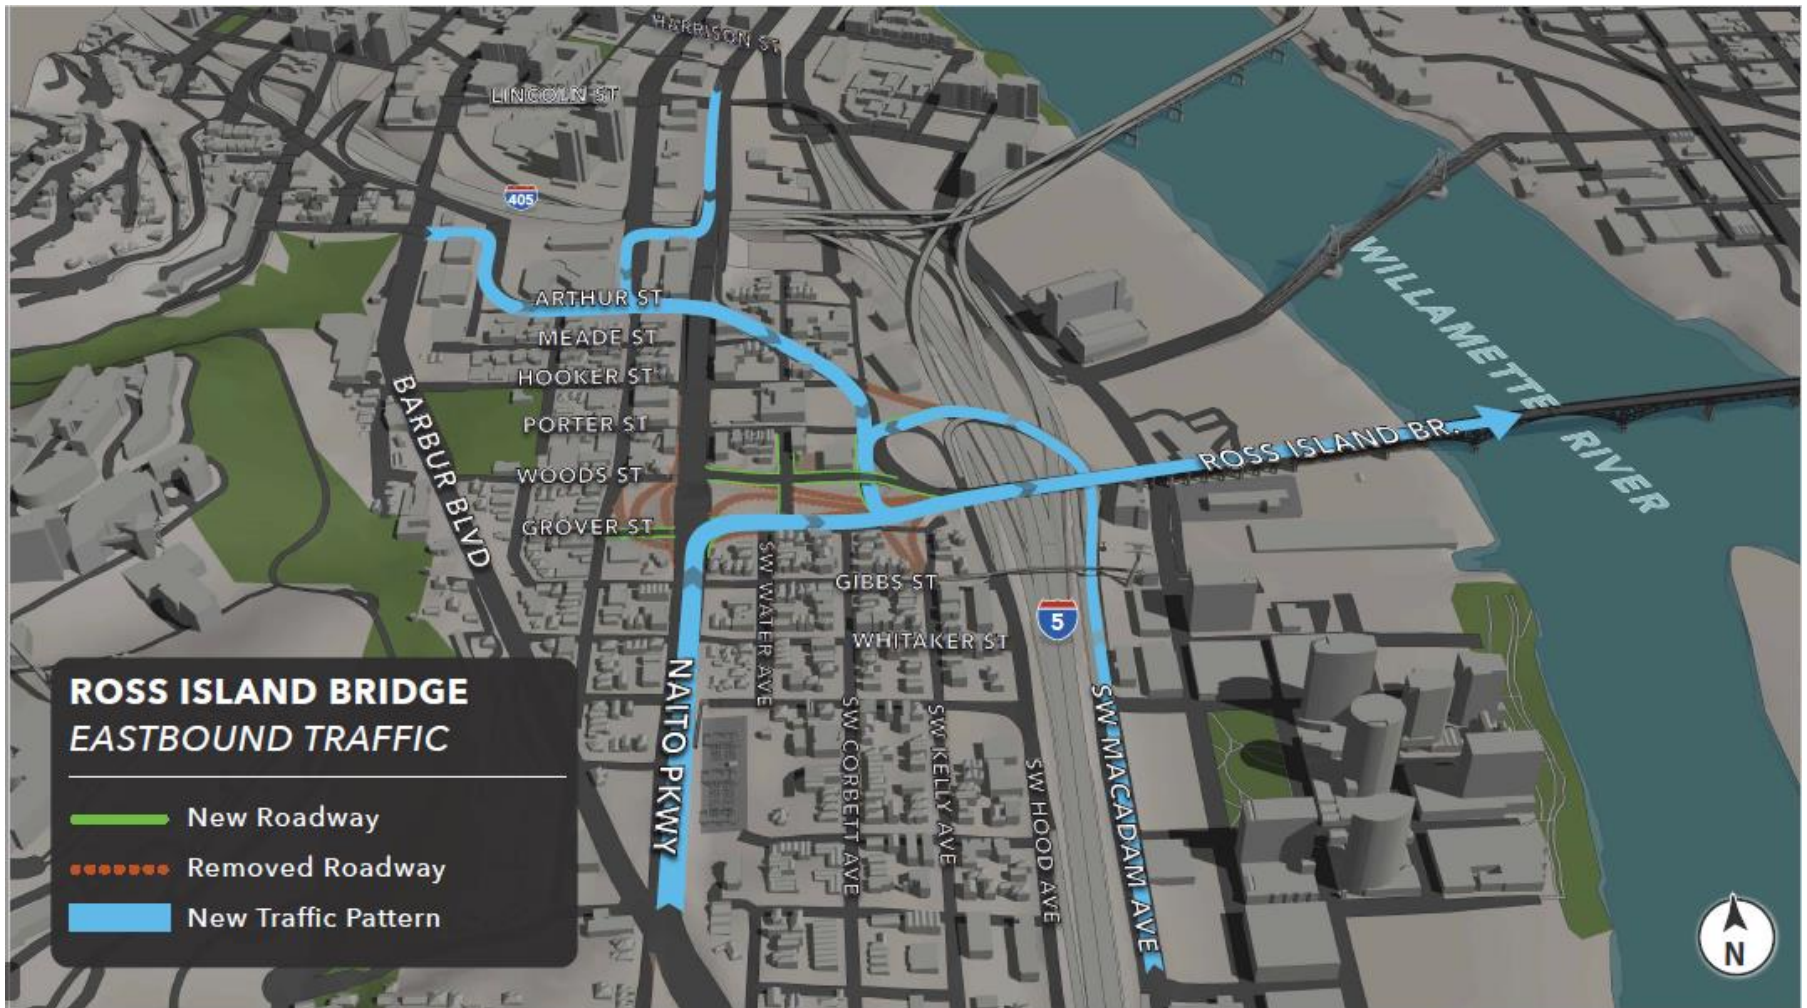 HARRISON ST
LINCOLN ST
405
ARTHUR ST
MEADE ST
HOOKER ST
PORTER ST
WOODS ST
GROVER ST
BARBUR BLVD
WILLAMETTE RIVER
ROSS ISLAND BR.
GIBBS ST
WHITAKER ST
5
NAITO PKWY
SW WATER AVE
SW CORBETT AVE
SW KELLY AVE
SW HOOD AVE
SW MACADAM AVE
ROSS ISLAND BRIDGE
EASTBOUND TRAFFIC
New Roadway
Removed Roadway
New Traffic Pattern
N